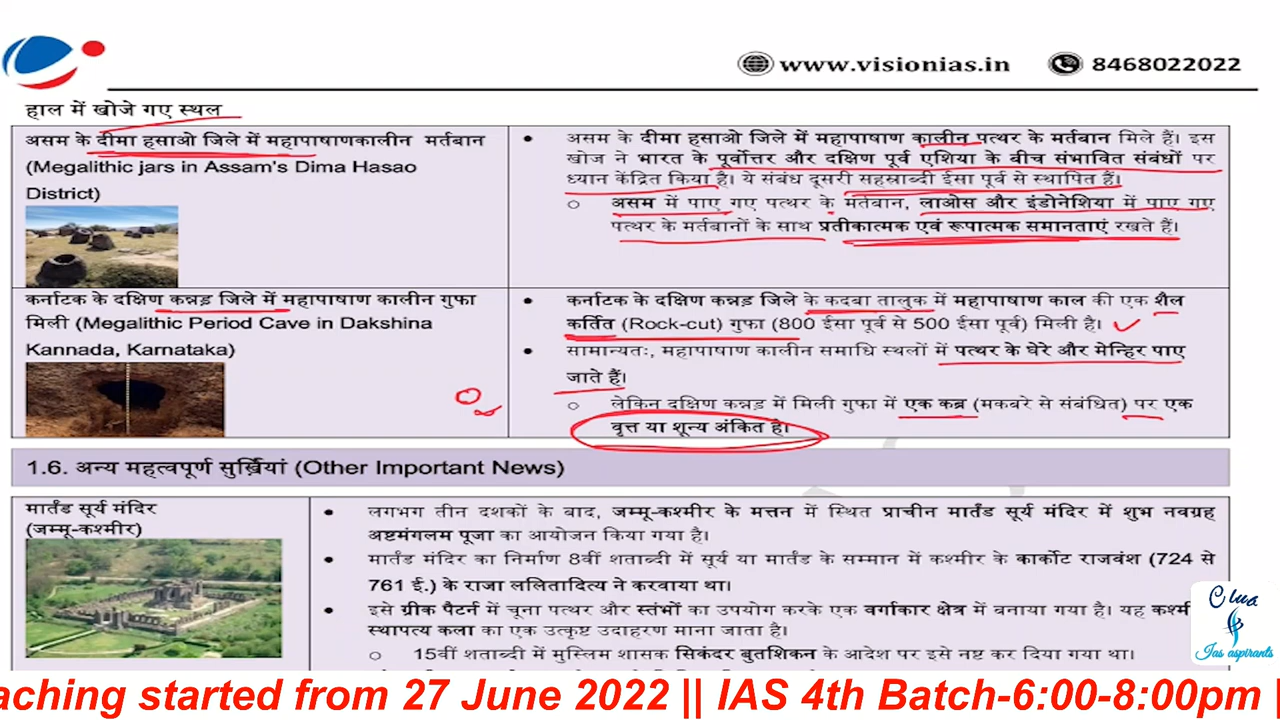 www.visionias.in 8468022022
हाल में खोजे गए स्थल
असम के दीमा हसाओ जिले में महापाषाणकालीन मर्तबान
(Megalithic jars in Assam's Dima Hasao
District)
असम के दीमा हसाओ जिले में महापाषाण कालीन पत्थर के मर्तबान मिले हैं। इस
खोज ने भारत के पूर्वोत्तर और दक्षिण पूर्व एशिया के बीच संभावित संबंधों पर
ध्यान केंद्रित किया है। ये संबंध दूसरी सहस्राब्दी ईसा पूर्व से स्थापित हैं।
असम में पाए गए पत्थर के मर्तबान, लाओस और इंडोनेशिया में पाए गए
पत्थर के मर्तबानों के साथ प्रतीकात्मक एवं रूपात्मक समानताएं रखते हैं।
कर्नाटक के दक्षिण कन्नड़ जिले में महापाषाण कालीन गुफा
मिली (Megalithic Period Cave in Dakshina
Kannada, Karnataka)
कर्नाटक के दक्षिण कन्नड़ जिले के कदबा तालुक में महापाषाण काल की एक शैल
कर्तित (Rock-cut) गुफा (800 ईसा पूर्व से 500 ईसा पूर्व) मिली है।
सामान्यतः, महापाषाण कालीन समाधि स्थलों में पत्थर के घेरे और मेन्हिर पाए
जाते हैं।
लेकिन दक्षिण कन्नड़ में मिली गुफा में एक कब्र (मकबरे से संबंधित) पर एक
वृत्त या शून्य अंकित है।
1.6. अन्य महत्वपूर्ण सुर्ख़ियां (Other Important News)
मार्तंड सूर्य मंदिर
(जम्मू-कश्मीर)
लगभग तीन दशकों के बाद, जम्मू-कश्मीर के मत्तन में स्थित प्राचीन मार्तंड सूर्य मंदिर में शुभ नवग्रह
अष्टमंगलम पूजा का आयोजन किया गया है।
मार्तंड मंदिर का निर्माण 8वीं शताब्दी में सूर्य या मार्तंड के सम्मान में कश्मीर के कार्कोट राजवंश (724 से
761 ई.) के राजा ललितादित्य ने करवाया था।
इसे ग्रीक पैटर्न में चूना पत्थर और स्तंभों का उपयोग करके एक वर्गाकार क्षेत्र में बनाया गया है। यह कश्मी
स्थापत्य कला का एक उत्कृष्ट उदाहरण माना जाता है।
15वीं शताब्दी में मुस्लिम शासक सिकंदर बुतशिकन के आदेश पर इसे नष्ट कर दिया गया था।
Ias aspirants
aching started from 27 June 2022 || IAS 4th Batch-6:00-8:00pm |